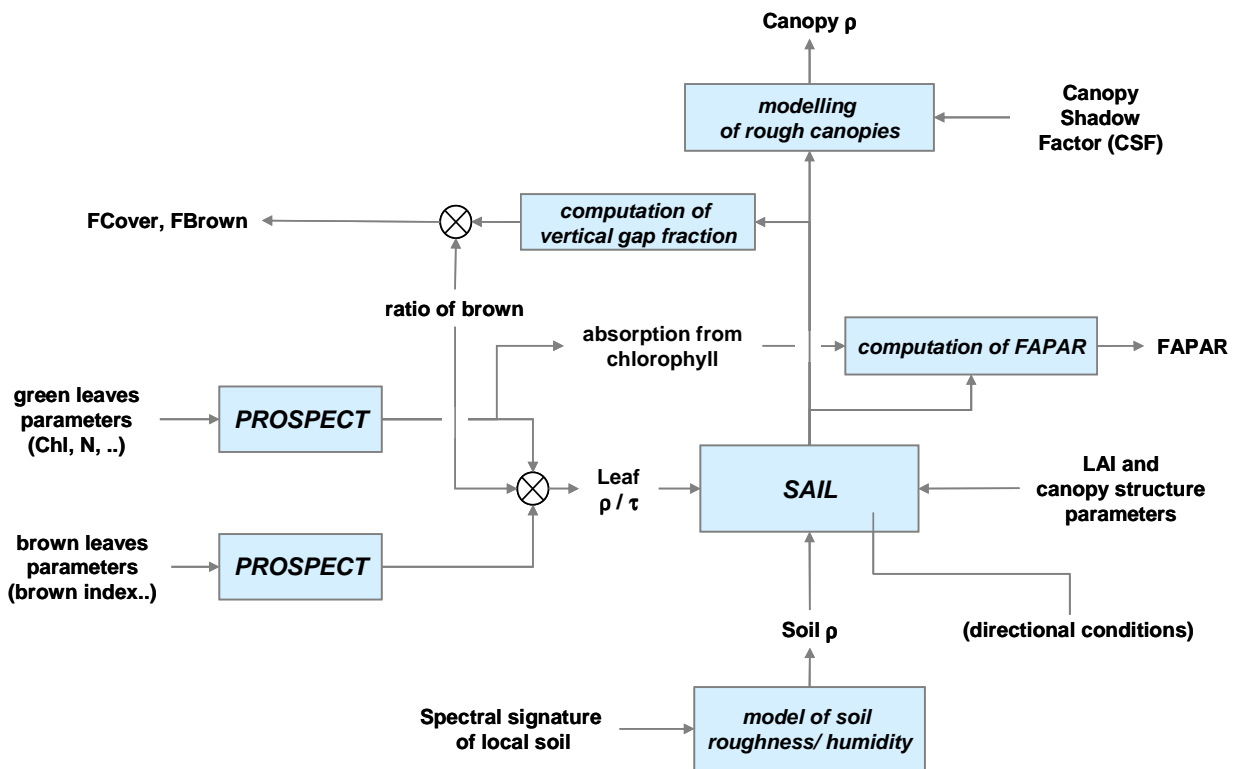 Canopy ρ
modelling
of rough canopies
Canopy
Shadow
Factor (CSF)
FCover, FBrown
computation of
vertical gap fraction
ratio of brown
absorption from
chlorophyll
computation of FAPAR
FAPAR
green leaves
parameters
(Chl, N, ..)
PROSPECT
Leaf
ρ / τ
SAIL
LAI and
canopy structure
parameters
brown leaves
parameters
(brown index..)
PROSPECT
Soil ρ
(directional conditions)
Spectral signature
of local soil
model of soil
roughness/ humidity